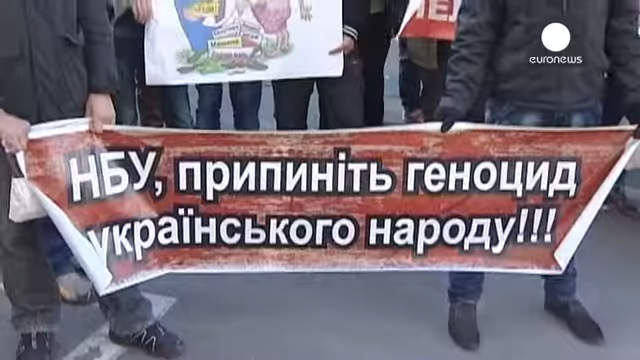 euronews
НБУ, припиніть геноцид
українського народу!!!